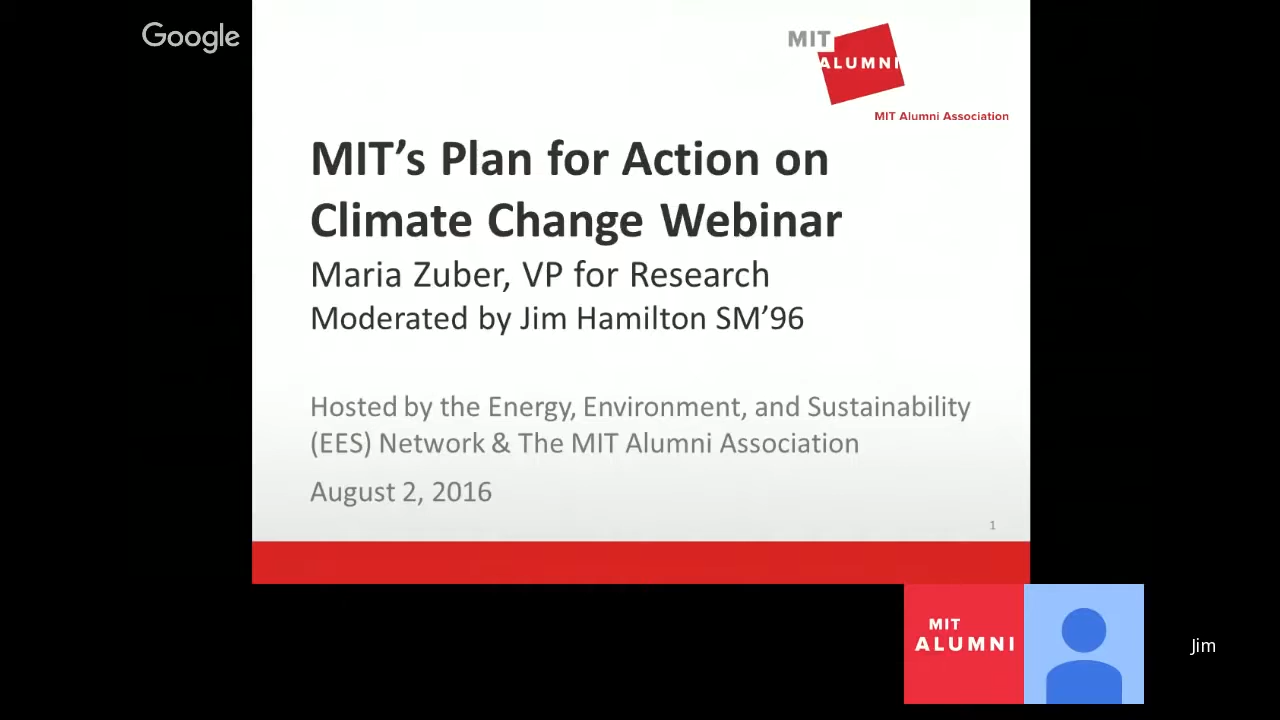 Google
MIT
ALUMNI
MIT Alumni Association
MIT’s Plan for Action on
Climate Change Webinar
Maria Zuber, VP for Research
Moderated by Jim Hamilton SM’96
Hosted by the Energy, Environment, and Sustainability
(EES) Network & The MIT Alumni Association
August 2, 2016
1
MIT
ALUMNI
Jim